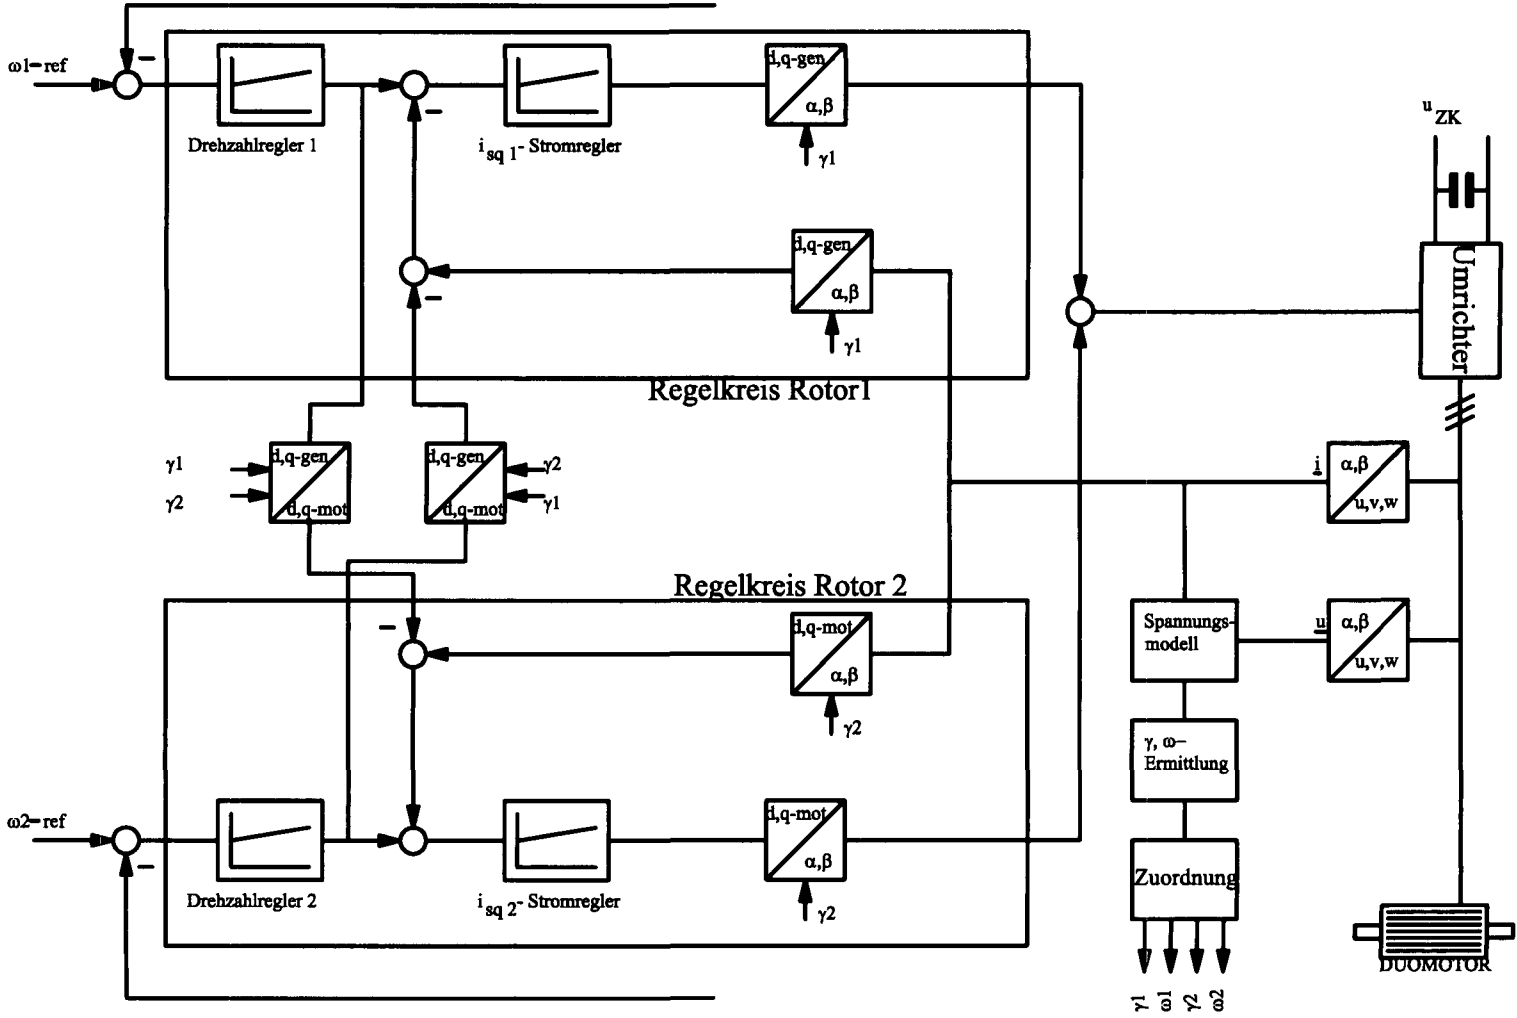 ω1-ref
−
Drehzahlregler 1
−
i sq 1- Stromregler
d,q-gen
α,β
γ1
d,q-gen
α,β
γ1
−
Regelkreis Rotor1
u ZK
Umrichter
γ1
γ2
d,q-gen
d,q-mot
d,q-gen
d,q-mot
γ2
γ1
i
α,β
u,v,w
Regelkreis Rotor 2
−
d,q-mot
α,β
γ2
Spannungs-
modell
u
α,β
u,v,w
γ, ω-
Ermittlung
ω2-ref
−
Drehzahlregler 2
i sq 2- Stromregler
d,q-mot
α,β
γ2
Zuordnung
γ1
ω1
γ2
ω2
DUOMOTOR